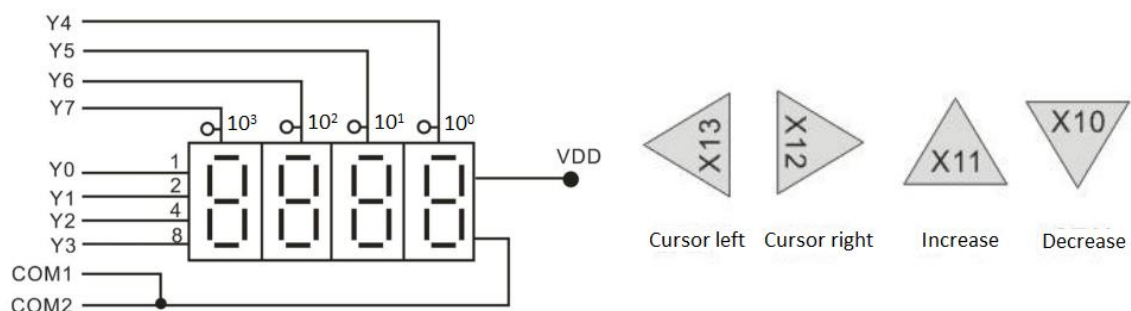 Y4
Y5
Y6
Y7
10³ 10² 10¹ 10⁰
Y0 1
Y1 2
Y2 4
Y3 8
VDD
COM1
COM2
X13 X12 X11 X10
Cursor left Cursor right Increase Decrease